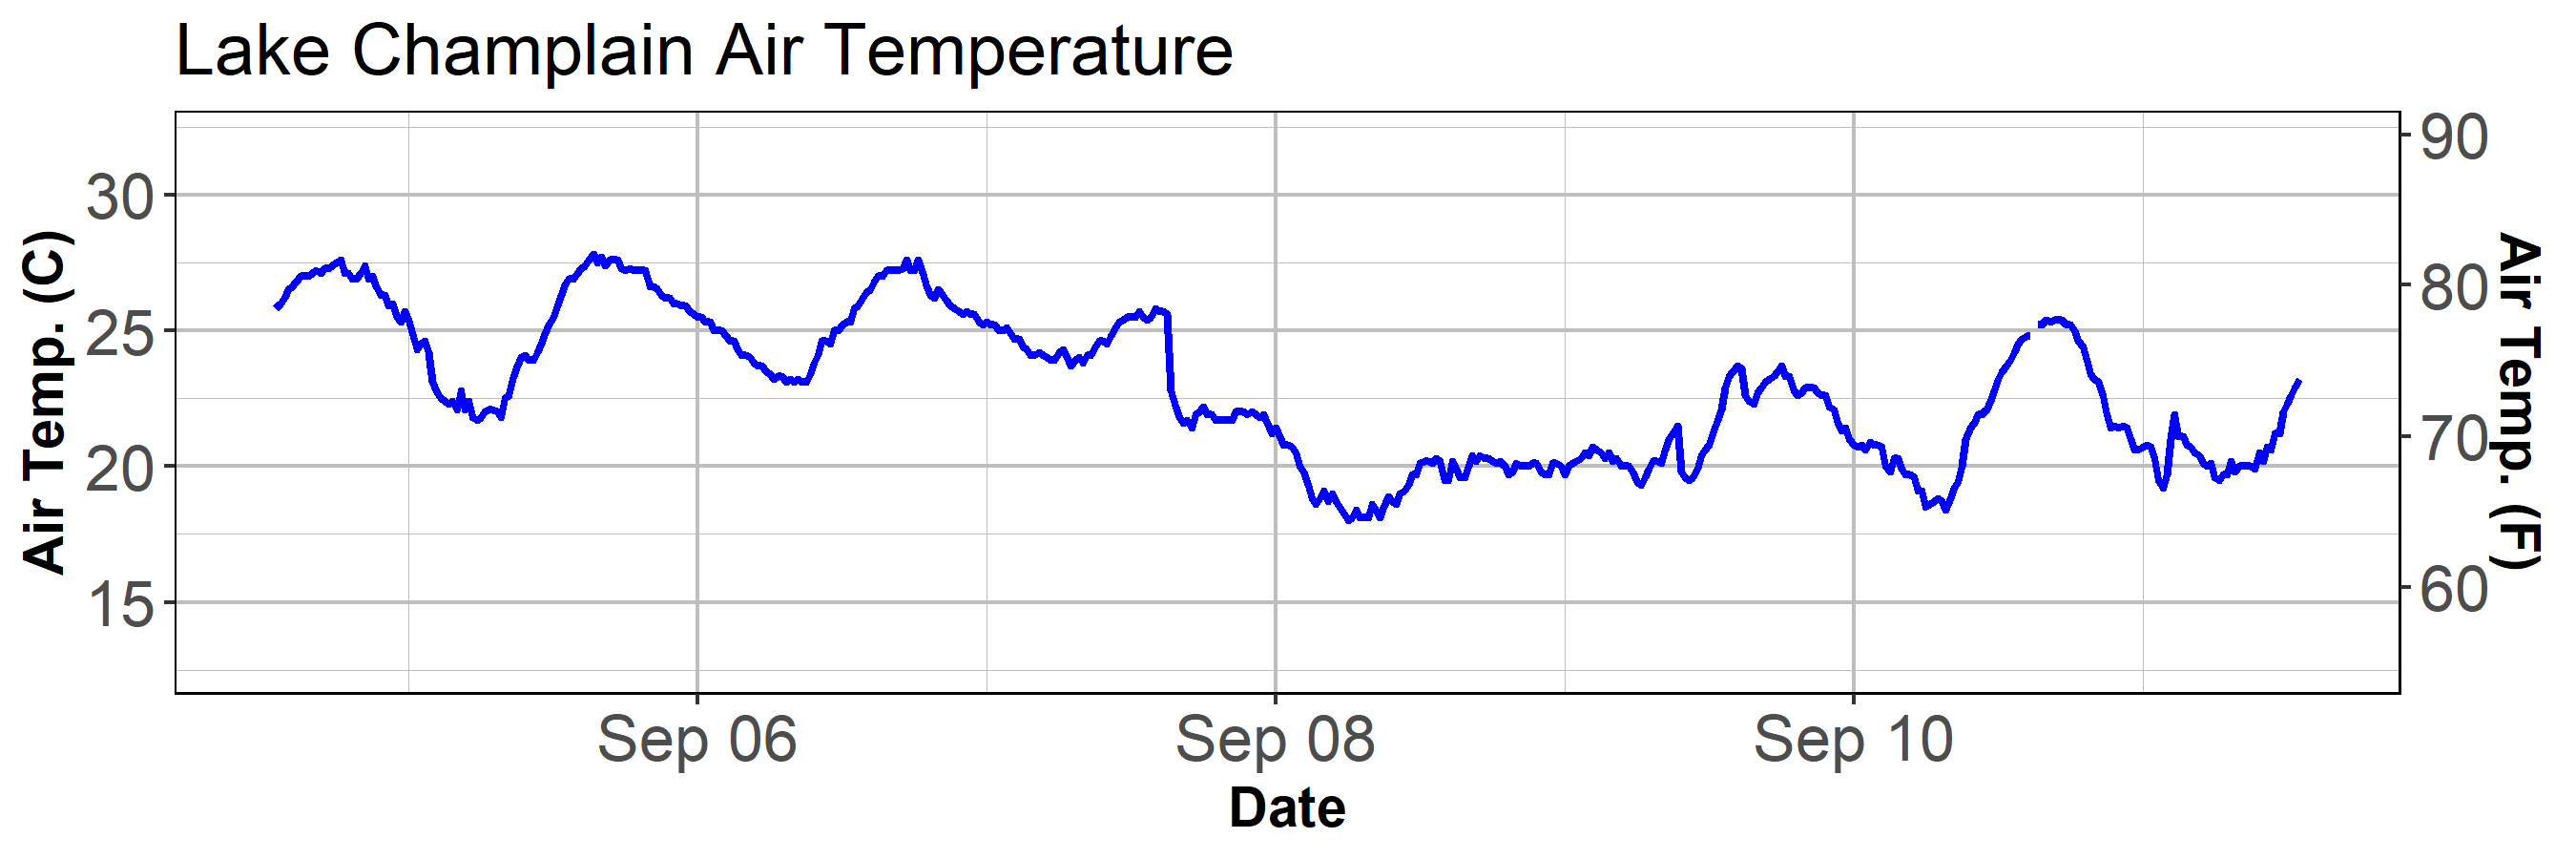 Lake Champlain Air Temperature
Air Temp. (C)
30
25
20
15
90
80
70
60
Air Temp. (F)
Sep 06
Sep 08
Sep 10
Date